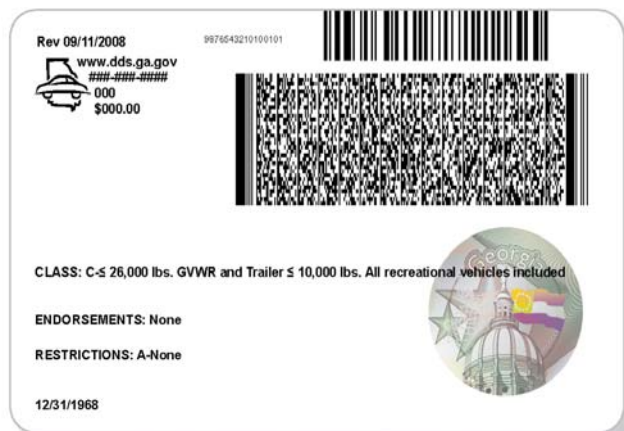 Rev 09/11/2008
9876543210100101
www.dds.ga.gov
###-###-####
000
$000.00
Georgia
CLASS: C-≤ 26,000 lbs. GVWR and Trailer ≤ 10,000 lbs. All recreational vehicles included
ENDORSEMENTS: None
RESTRICTIONS: A-None
12/31/1968